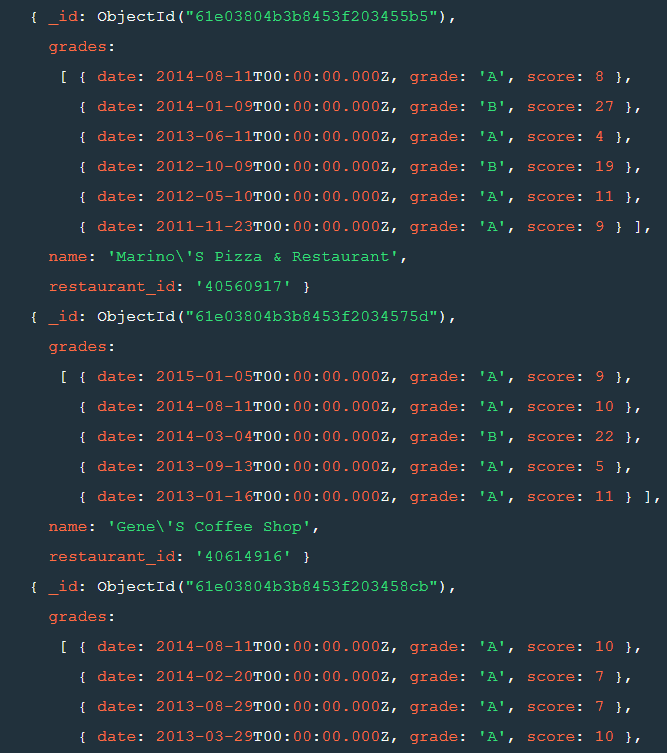 { _id: ObjectId("61e03804b3b8453f203455b5"),
grades:
[ { date: 2014-08-11T00:00:00.000Z, grade: 'A', score: 8 },
{ date: 2014-01-09T00:00:00.000Z, grade: 'B', score: 27 },
{ date: 2013-06-11T00:00:00.000Z, grade: 'A', score: 4 },
{ date: 2012-10-09T00:00:00.000Z, grade: 'B', score: 19 },
{ date: 2012-05-10T00:00:00.000Z, grade: 'A', score: 11 },
{ date: 2011-11-23T00:00:00.000Z, grade: 'A', score: 9 } ],
name: 'Marino\'S Pizza & Restaurant',
restaurant_id: '40560917' }
{ _id: ObjectId("61e03804b3b8453f2034575d"),
grades:
[ { date: 2015-01-05T00:00:00.000Z, grade: 'A', score: 9 },
{ date: 2014-08-11T00:00:00.000Z, grade: 'A', score: 10 },
{ date: 2014-03-04T00:00:00.000Z, grade: 'B', score: 22 },
{ date: 2013-09-13T00:00:00.000Z, grade: 'A', score: 5 },
{ date: 2013-01-16T00:00:00.000Z, grade: 'A', score: 11 } ],
name: 'Gene\'S Coffee Shop',
restaurant_id: '40614916' }
{ _id: ObjectId("61e03804b3b8453f203458cb"),
grades:
[ { date: 2014-08-11T00:00:00.000Z, grade: 'A', score: 10 },
{ date: 2014-02-20T00:00:00.000Z, grade: 'A', score: 7 },
{ date: 2013-08-29T00:00:00.000Z, grade: 'A', score: 7 },
{ date: 2013-03-29T00:00:00.000Z, grade: 'A', score: 10 },